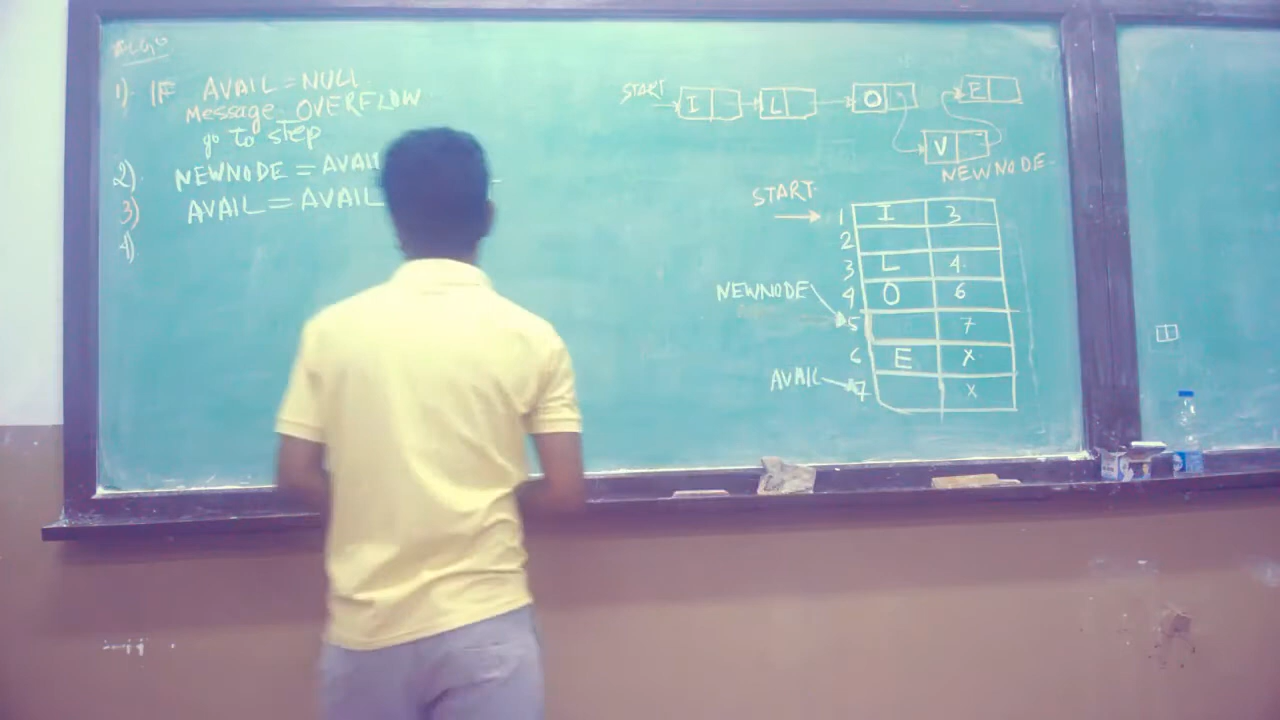 ALGO
1) IF AVAIL = NULL
Message OVERFLOW
go to step
2) NEWNODE = AVAIL
3) AVAIL = AVAIL
4)
START
I L O E
V
NEWNODE
START
1 I 3
2
3 L 4
NEWNODE
4 O 6
5 7
6 E X
AVAIL
7 X